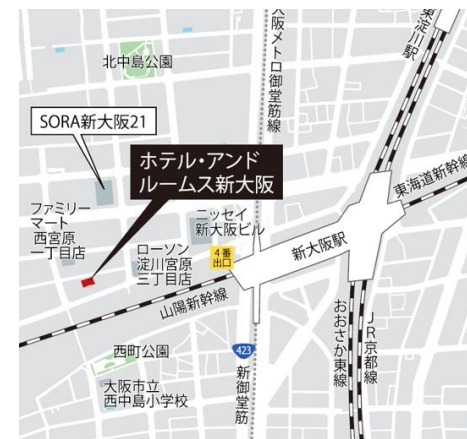 大阪メトロ御堂筋線
東淀川駅
北中島公園
SORA新大阪21
ホテル・アンド
ルームス新大阪
東海道新幹線
ファミリー
マート
西宮原
一丁目店
ニッセイ
新大阪ビル
ローソン
淀川宮原
三丁目店
4番
出口
新大阪駅
山陽新幹線
西町公園
423
新御堂筋
おおさか東線
JR京都線
大阪市立
西中島小学校